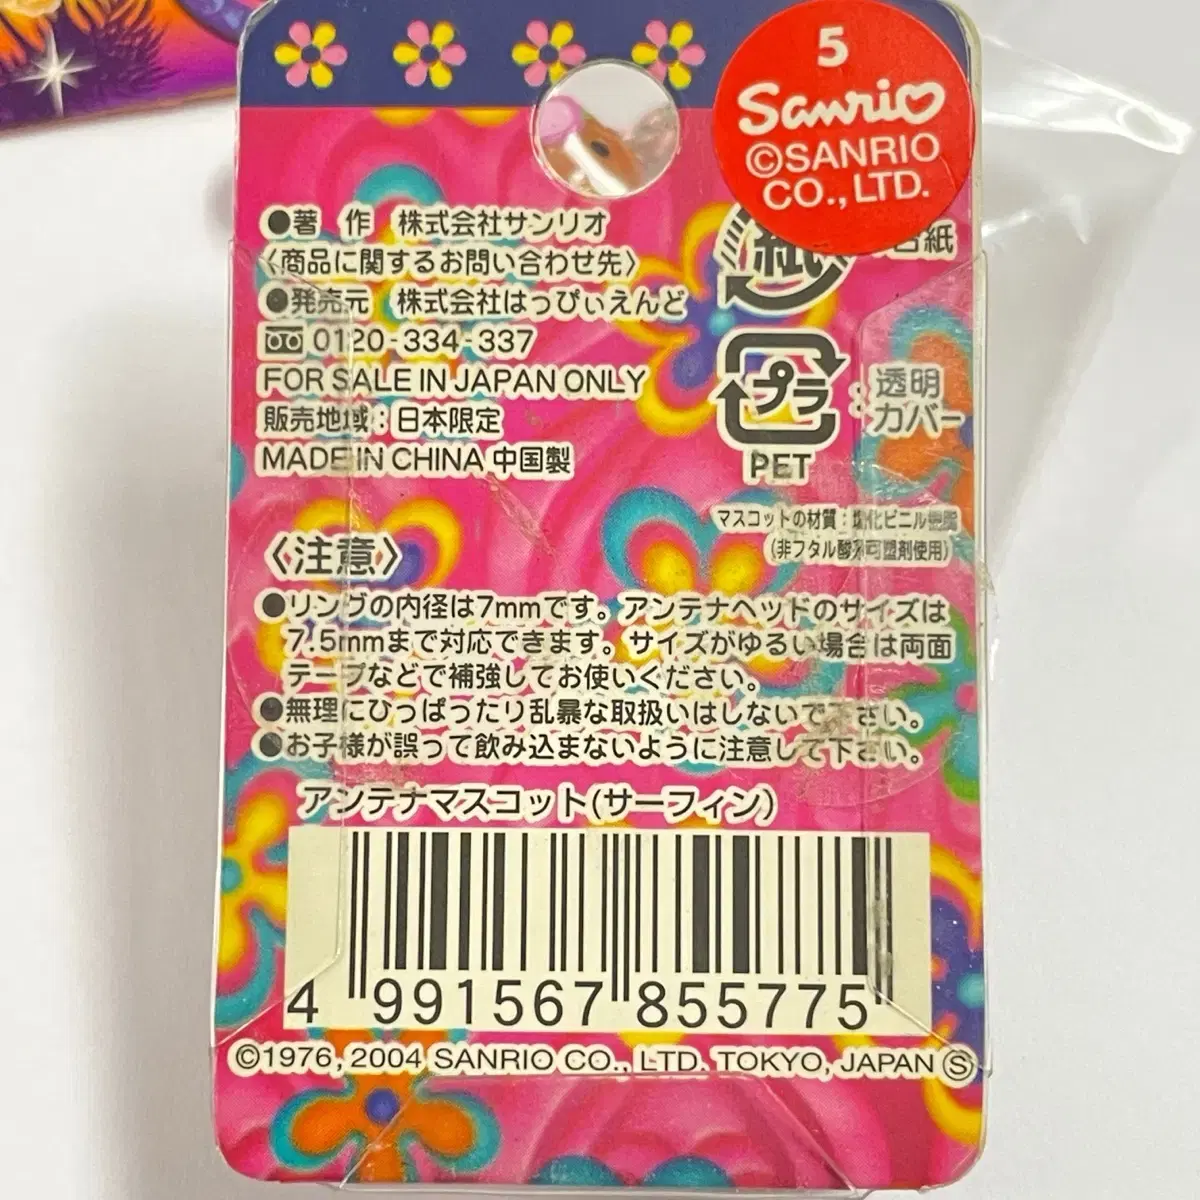 5
Sanrio
©SANRIO
CO., LTD.
●著 作 株式会社サンリオ
〈商品に関するお問い合わせ先〉
●発売元 株式会社はっぴぃえんど
0120-334-337
FOR SALE IN JAPAN ONLY
販売地域：日本限定
MADE IN CHINA 中国製
紙
台紙
プラ
：透明
カバー
PET
マスコットの材質：塩化ビニル樹脂
(非フタル酸系可塑剤使用)
〈注意〉
●リングの内径は7mmです。アンテナヘッドのサイズは
7.5mmまで対応できます。サイズがゆるい場合は両面
テープなどで補強してお使いください。
●無理にひっぱったり乱暴な取扱いはしないで下さい。
●お子様が誤って飲み込まないように注意して下さい。
アンテナマスコット(サーフィン)
4 991567 855775
©1976, 2004 SANRIO CO., LTD. TOKYO, JAPAN Ⓢ